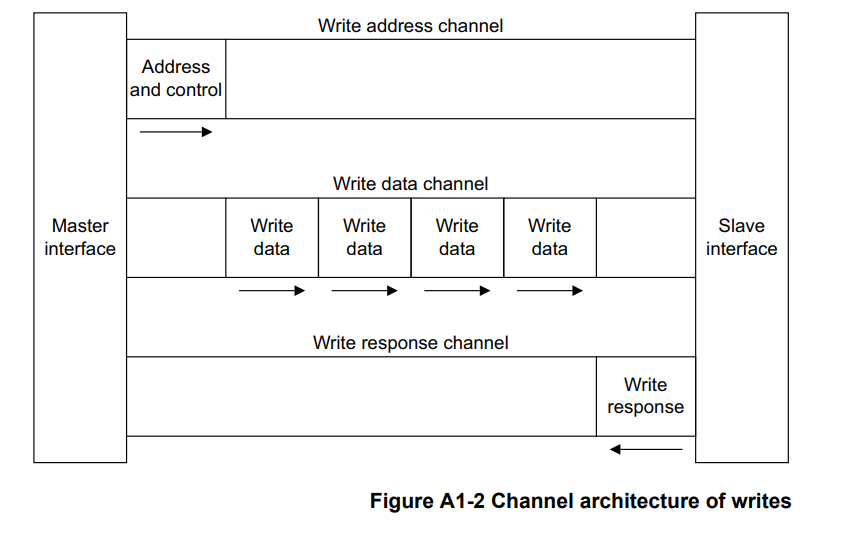 Write address channel
Address
and control
Write data channel
Master
interface
Write
data
Write
data
Write
data
Write
data
Slave
interface
Write response channel
Write
response
Figure A1-2 Channel architecture of writes